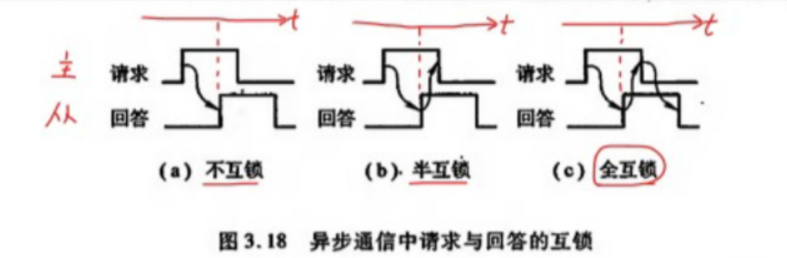 t t t
主 请求 请求 请求
从 回答 回答 回答
(a) 不互锁 (b). 半互锁 (c) 全互锁
图 3.18 异步通信中请求与回答的互锁